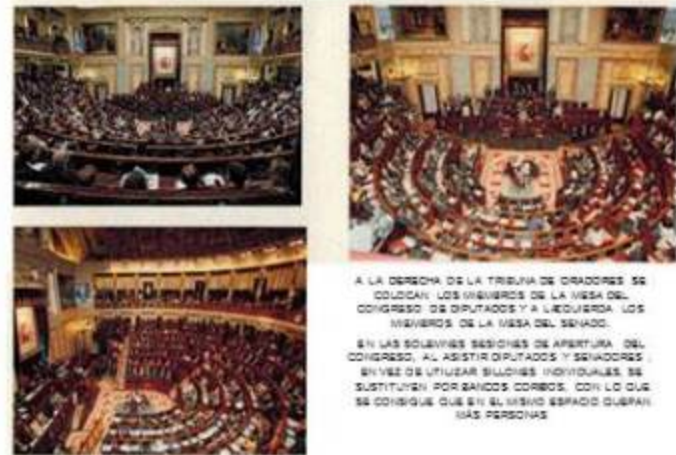 A LA DERECHA DE LA TRIBUNA DE ORADORES SE
COLOCAN LOS MIEMBROS DE LA MESA DEL
CONGRESO DE DIPUTADOS Y A LA IZQUIERDA LOS
MIEMBROS DE LA MESA DEL SENADO.
EN LAS SOLEMNES SESIONES DE APERTURA DEL
CONGRESO, AL ASISTIR DIPUTADOS Y SENADORES ,
EN VEZ DE UTILIZAR SILLONES INDIVIDUALES, SE
SUSTITUYEN POR BANCOS CORRIDOS, CON LO QUE
SE CONSIGUE QUE EN EL MISMO ESPACIO QUEPAN
MÁS PERSONAS